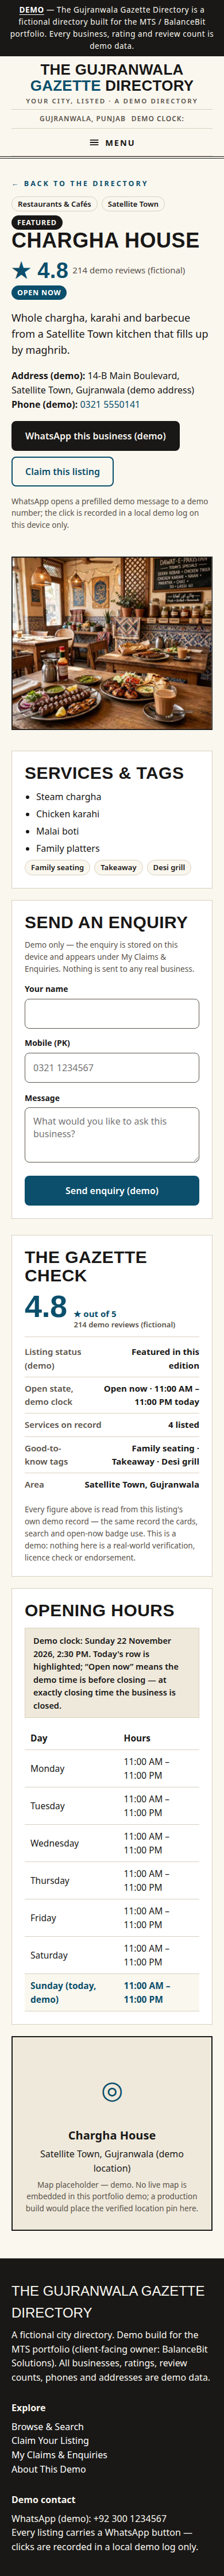 DEMO — The Gujranwala Gazette Directory is a
fictional directory built for the MTS / BalanceBit
portfolio. Every business, rating and review count is
demo data.
THE GUJRANWALA
GAZETTE DIRECTORY
YOUR CITY, LISTED · A DEMO DIRECTORY
GUJRANWALA, PUNJAB DEMO CLOCK:
MENU
← BACK TO THE DIRECTORY
Restaurants & Cafés Satellite Town
FEATURED
CHARGHA HOUSE
★ 4.8 214 demo reviews (fictional)
OPEN NOW
Whole chargha, karahi and barbecue
from a Satellite Town kitchen that fills up
by maghrib.
Address (demo): 14-B Main Boulevard,
Satellite Town, Gujranwala (demo address)
Phone (demo): 0321 5550141
WhatsApp this business (demo)
Claim this listing
WhatsApp opens a prefilled demo message to a demo
number; the click is recorded in a local demo log on
this device only.
SERVICES & TAGS
• Steam chargha
• Chicken karahi
• Malai boti
• Family platters
Family seating Takeaway Desi grill
SEND AN ENQUIRY
Demo only — the enquiry is stored on this
device and appears under My Claims &
Enquiries. Nothing is sent to any real business.
Your name
Mobile (PK)
0321 1234567
Message
What would you like to ask this
business?
Send enquiry (demo)
THE GAZETTE
CHECK
4.8 ★ out of 5
214 demo reviews (fictional)
Listing status (demo) Featured in this edition
Open state, demo clock Open now · 11:00 AM – 11:00 PM today
Services on record 4 listed
Good-to-know tags Family seating · Takeaway · Desi grill
Area Satellite Town, Gujranwala
Every figure above is read from this listing's
own demo record — the same record the cards,
search and open-now badge use. This is a
demo: nothing here is a real-world verification,
licence check or endorsement.
OPENING HOURS
Demo clock: Sunday 22 November
2026, 2:30 PM. Today's row is
highlighted; “Open now” means the
demo time is before closing — at
exactly closing time the business is
closed.
Day Hours
Monday 11:00 AM – 11:00 PM
Tuesday 11:00 AM – 11:00 PM
Wednesday 11:00 AM – 11:00 PM
Thursday 11:00 AM – 11:00 PM
Friday 11:00 AM – 11:00 PM
Saturday 11:00 AM – 11:00 PM
Sunday (today, demo) 11:00 AM – 11:00 PM
Chargha House
Satellite Town, Gujranwala (demo
location)
Map placeholder — demo. No live map is
embedded in this portfolio demo; a production
build would place the verified location pin here.
THE GUJRANWALA GAZETTE
DIRECTORY
A fictional city directory. Demo build for the
MTS portfolio (client-facing owner: BalanceBit
Solutions). All businesses, ratings, review
counts, phones and addresses are demo data.
Explore
Browse & Search
Claim Your Listing
My Claims & Enquiries
About This Demo
Demo contact
WhatsApp (demo): +92 300 1234567
Every listing carries a WhatsApp button —
clicks are recorded in a local demo log only.